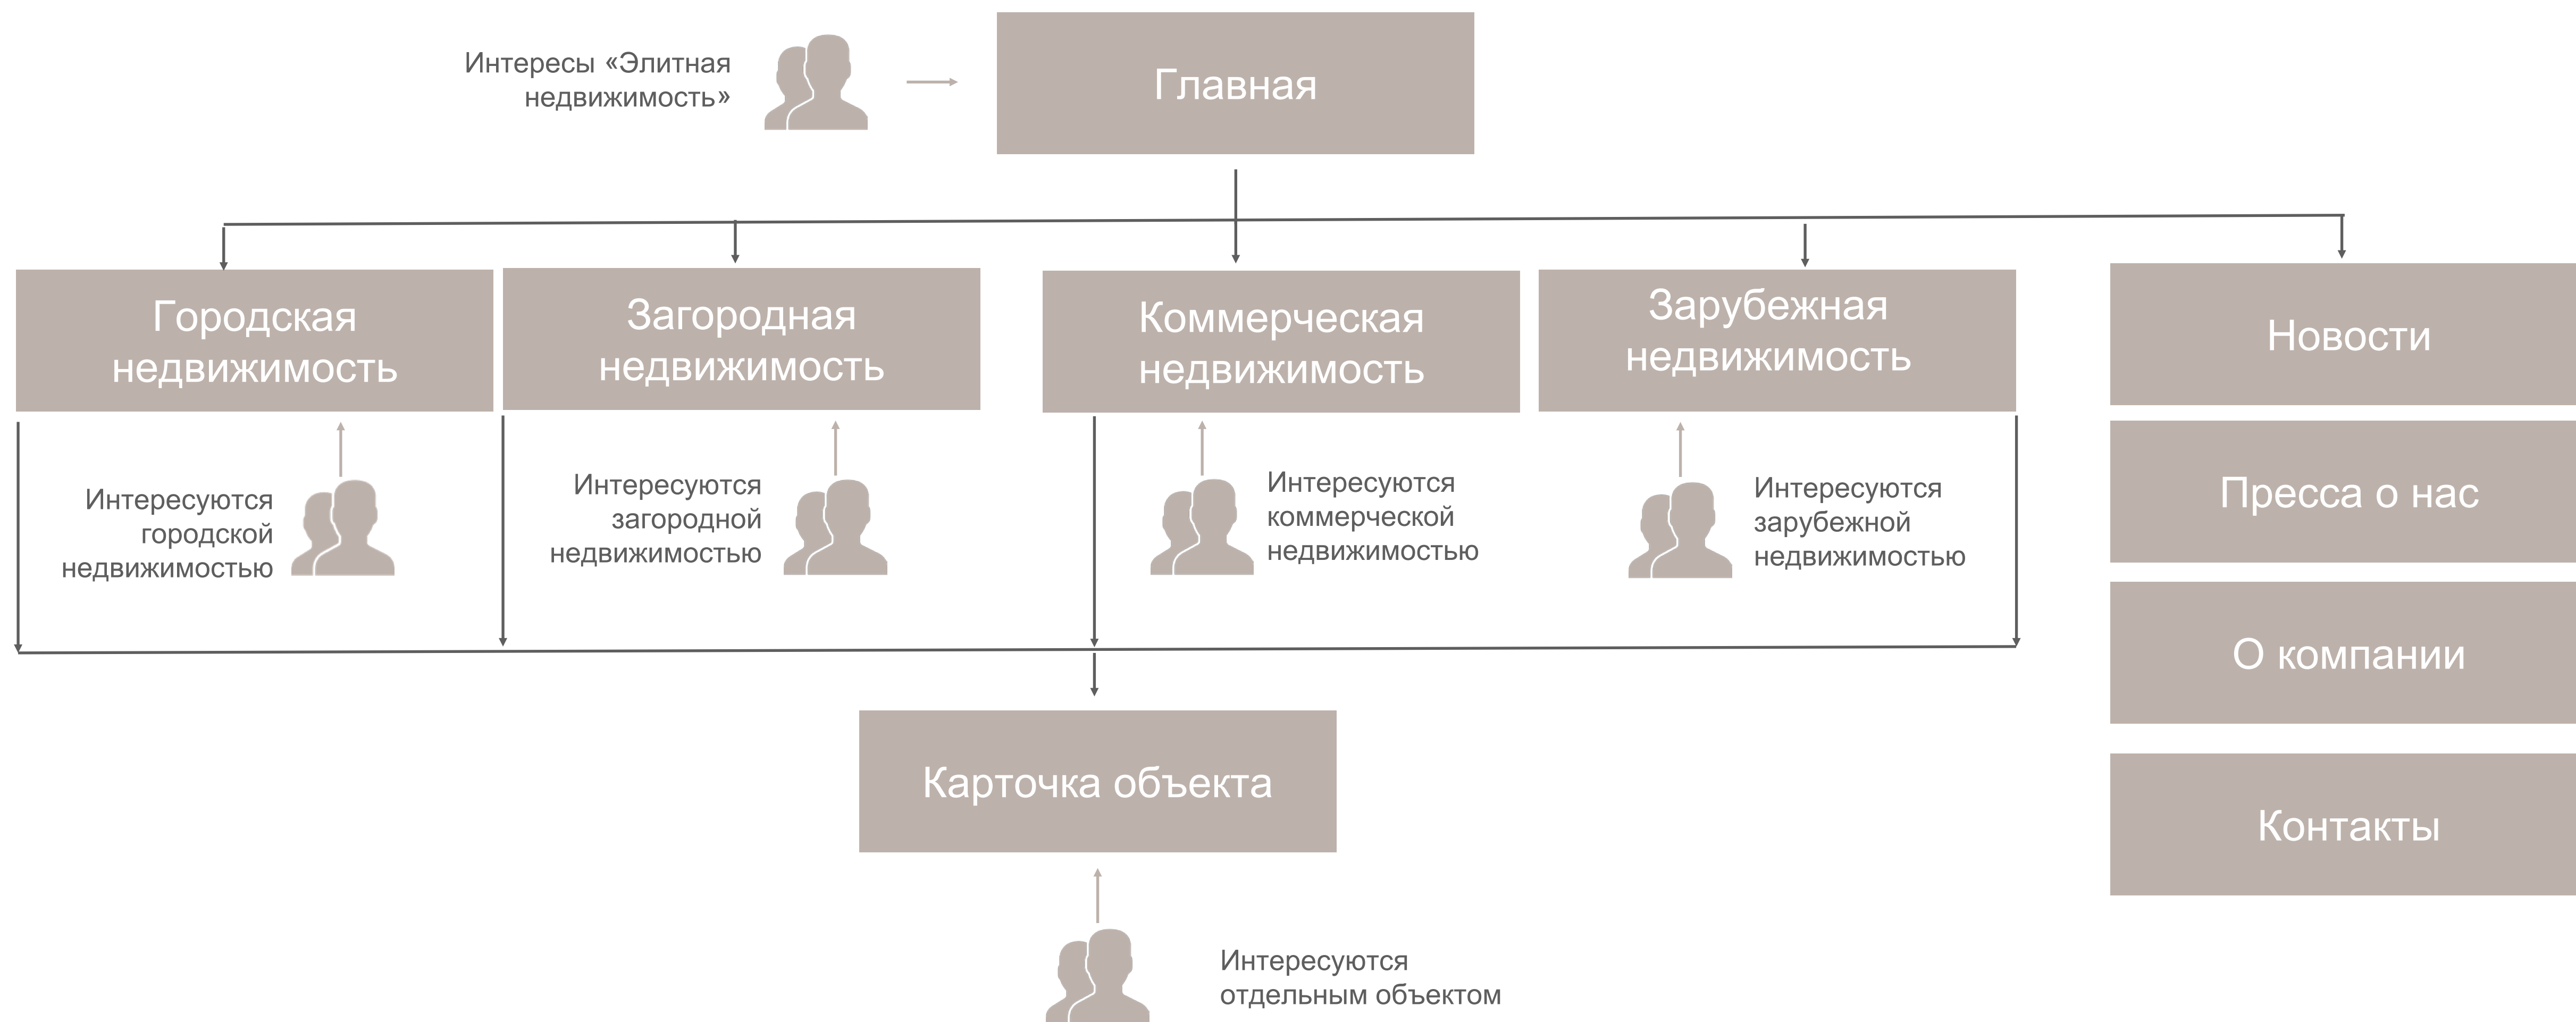 Интересы «Элитная
недвижимость»
Главная
Городская
недвижимость
Загородная
недвижимость
Коммерческая
недвижимость
Зарубежная
недвижимость
Новости
Интересуются
городской
недвижимостью
Интересуются
загородной
недвижимостью
Интересуются
коммерческой
недвижимостью
Интересуются
зарубежной
недвижимостью
Пресса о нас
О компании
Карточка объекта
Контакты
Интересуются
отдельным объектом